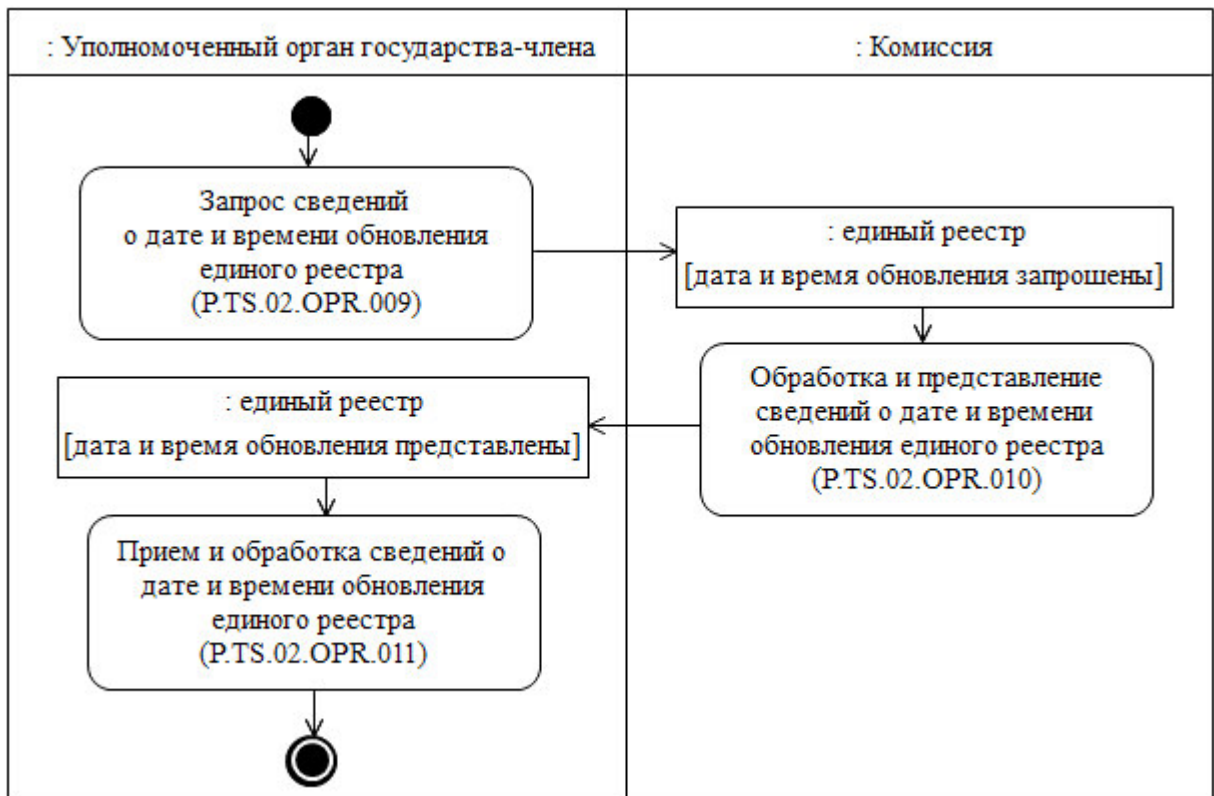 : Уполномоченный орган государства-члена
: Комиссия
Запрос сведений
о дате и времени обновления
единого реестра
(P.TS.02.OPR.009)
: единый реестр
[дата и время обновления запрошены]
Обработка и представление
сведений о дате и времени
обновления единого реестра
(P.TS.02.OPR.010)
: единый реестр
[дата и время обновления представлены]
Прием и обработка сведений о
дате и времени обновления
единого реестра
(P.TS.02.OPR.011)